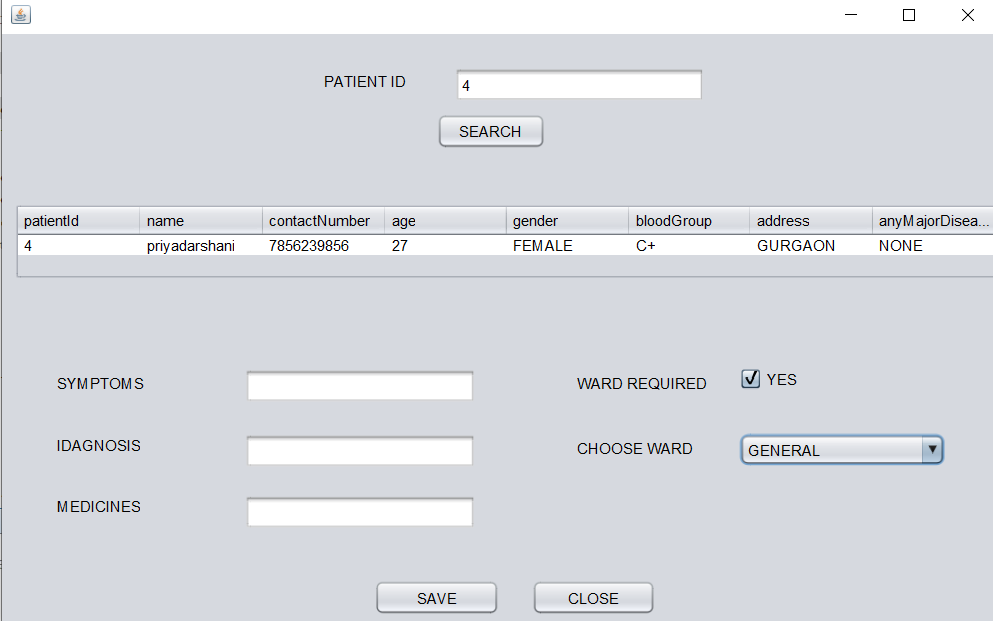 PATIENT ID 4
SEARCH
patientId name contactNumber age gender bloodGroup address anyMajorDisea...
4 priyadarshani 7856239856 27 FEMALE C+ GURGAON NONE
SYMPTOMS WARD REQUIRED YES
IDAGNOSIS CHOOSE WARD GENERAL
MEDICINES
SAVE CLOSE